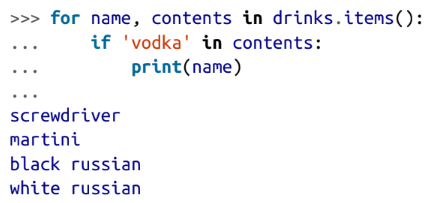 >>> for name, contents in drinks.items():
...     if 'vodka' in contents:
...         print(name)
...
screwdriver
martini
black russian
white russian